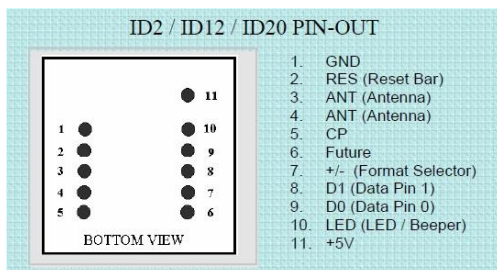 ID2 / ID12 / ID20 PIN-OUT
11
1 10
2 9
3 8
4 7
5 6
BOTTOM VIEW
1. GND
2. RES (Reset Bar)
3. ANT (Antenna)
4. ANT (Antenna)
5. CP
6. Future
7. +/- (Format Selector)
8. D1 (Data Pin 1)
9. D0 (Data Pin 0)
10. LED (LED / Beeper)
11. +5V